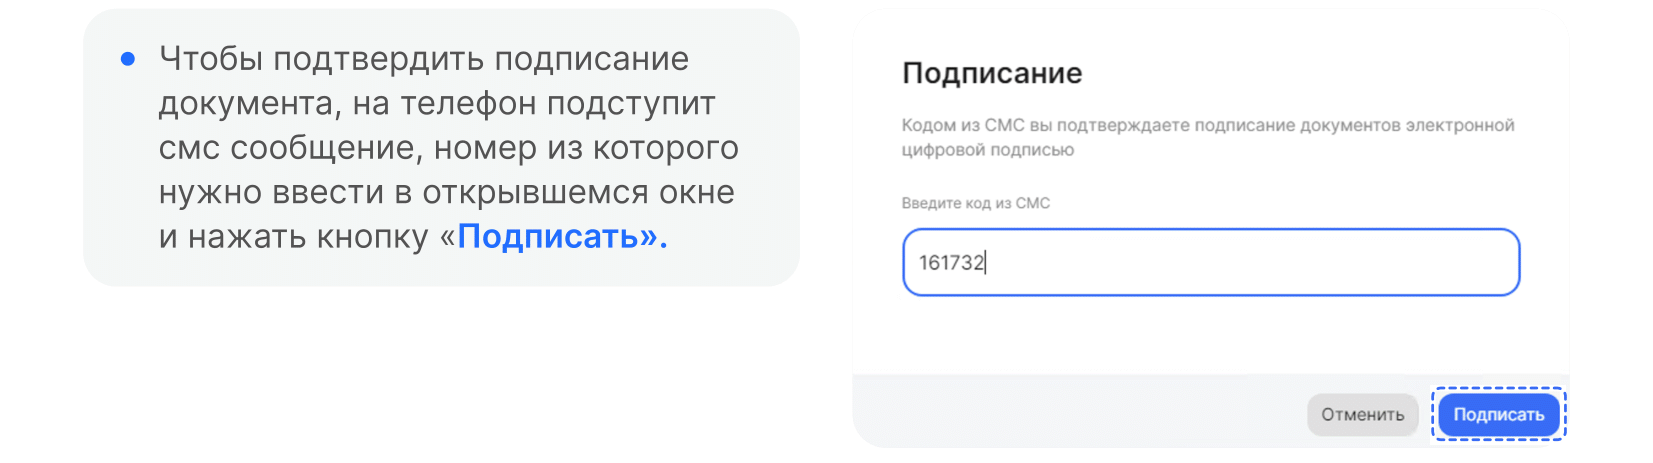 Чтобы подтвердить подписание
документа, на телефон подступит
смс сообщение, номер из которого
нужно ввести в открывшемся окне
и нажать кнопку «Подписать».
Подписание
Кодом из СМС вы подтверждаете подписание документов электронной
цифровой подписью
Введите код из СМС
161732
Отменить
Подписать